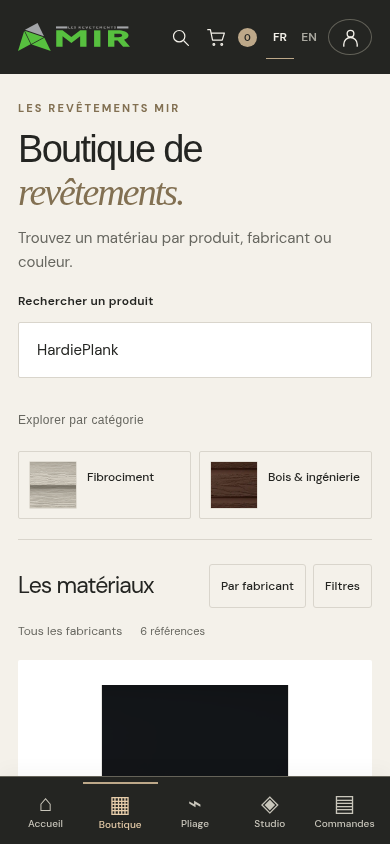 LES REVÊTEMENTS
MIR
0
FR
EN
LES REVÊTEMENTS MIR
Boutique de
revêtements.
Trouvez un matériau par produit, fabricant ou
couleur.
Rechercher un produit
HardiePlank
Explorer par catégorie
Fibrociment
Bois & ingénierie
Les matériaux
Par fabricant
Filtres
Tous les fabricants
6 références
Accueil
Boutique
Pliage
Studio
Commandes